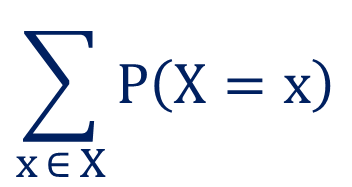 ∑ P(X = x)
x ∈ X